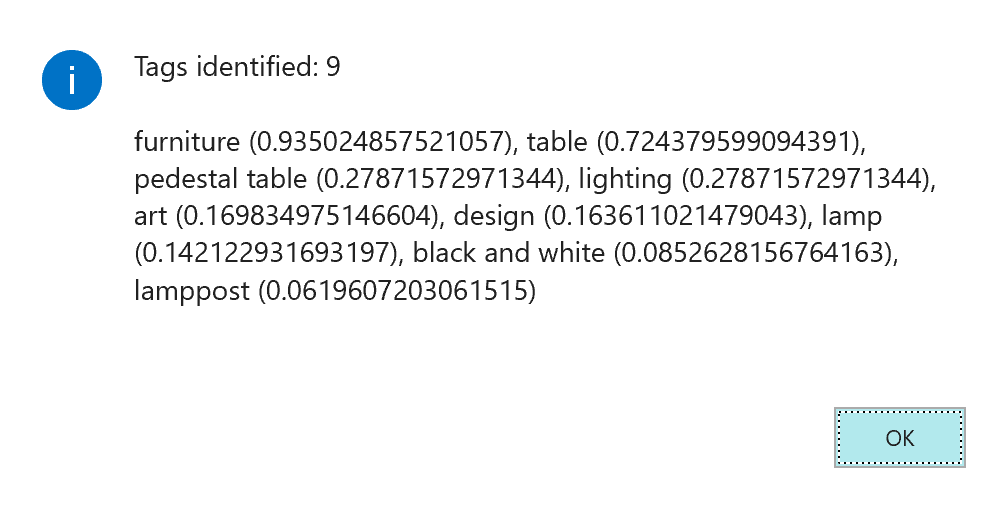 i
Tags identified: 9
furniture (0.935024857521057), table (0.724379599094391),
pedestal table (0.27871572971344), lighting (0.27871572971344),
art (0.169834975146604), design (0.163611021479043), lamp
(0.142122931693197), black and white (0.0852628156764163),
lamppost (0.0619607203061515)
OK